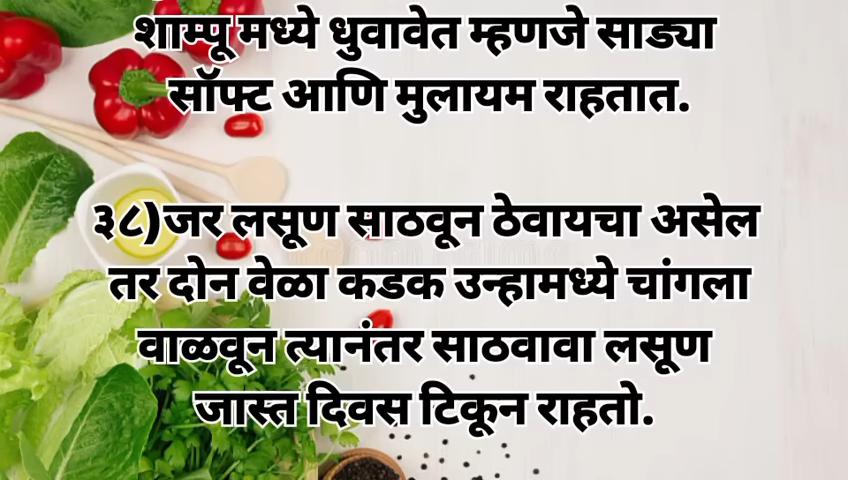 शाम्पू मध्ये धुवावेत म्हणजे साड्या
सॉफ्ट आणि मुलायम राहतात.
३८)जर लसूण साठवून ठेवायचा असेल
तर दोन वेळा कडक उन्हामध्ये चांगला
वाळवून त्यानंतर साठवावा लसूण
जास्त दिवस टिकून राहतो.